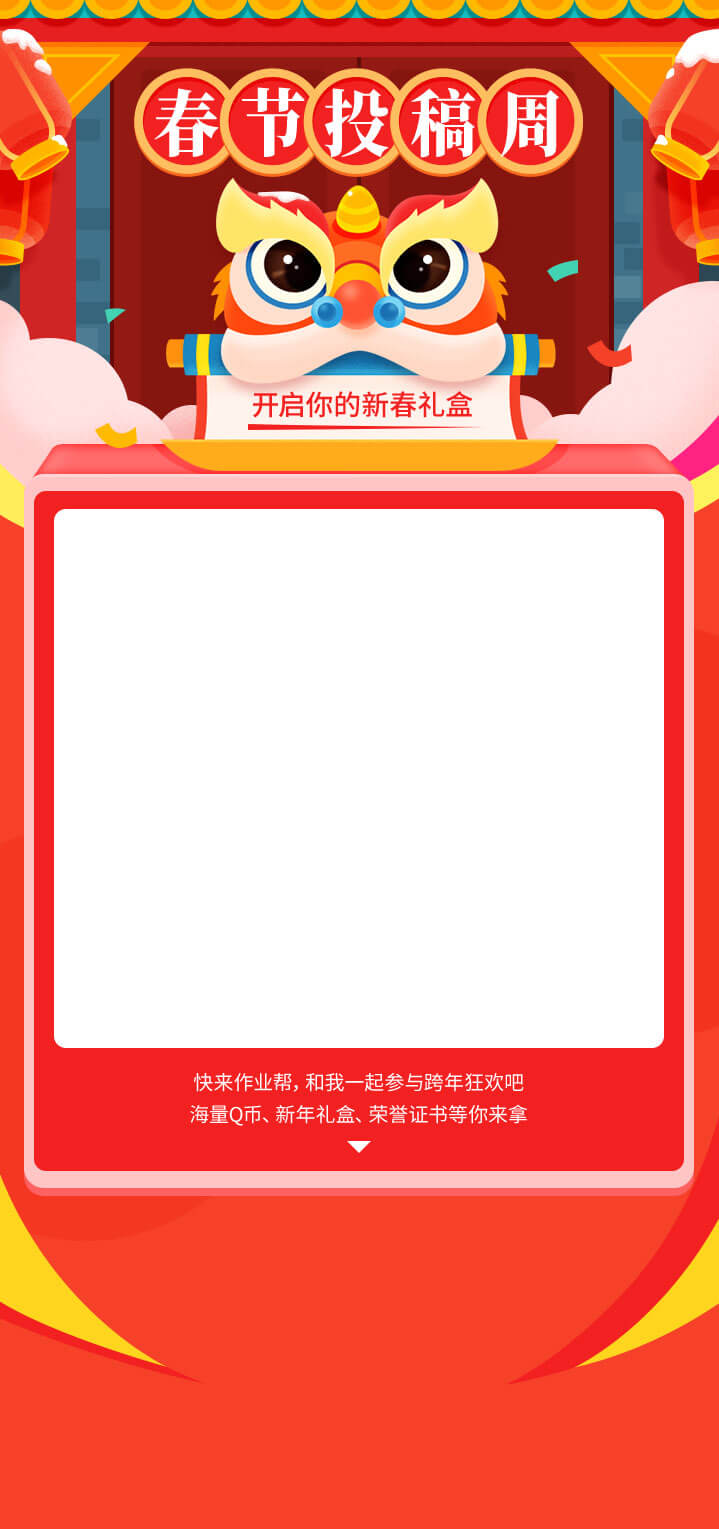 春节投稿周
开启你的新春礼盒
快来作业帮，和我一起参与跨年狂欢吧
海量Q币、新年礼盒、荣誉证书等你来拿